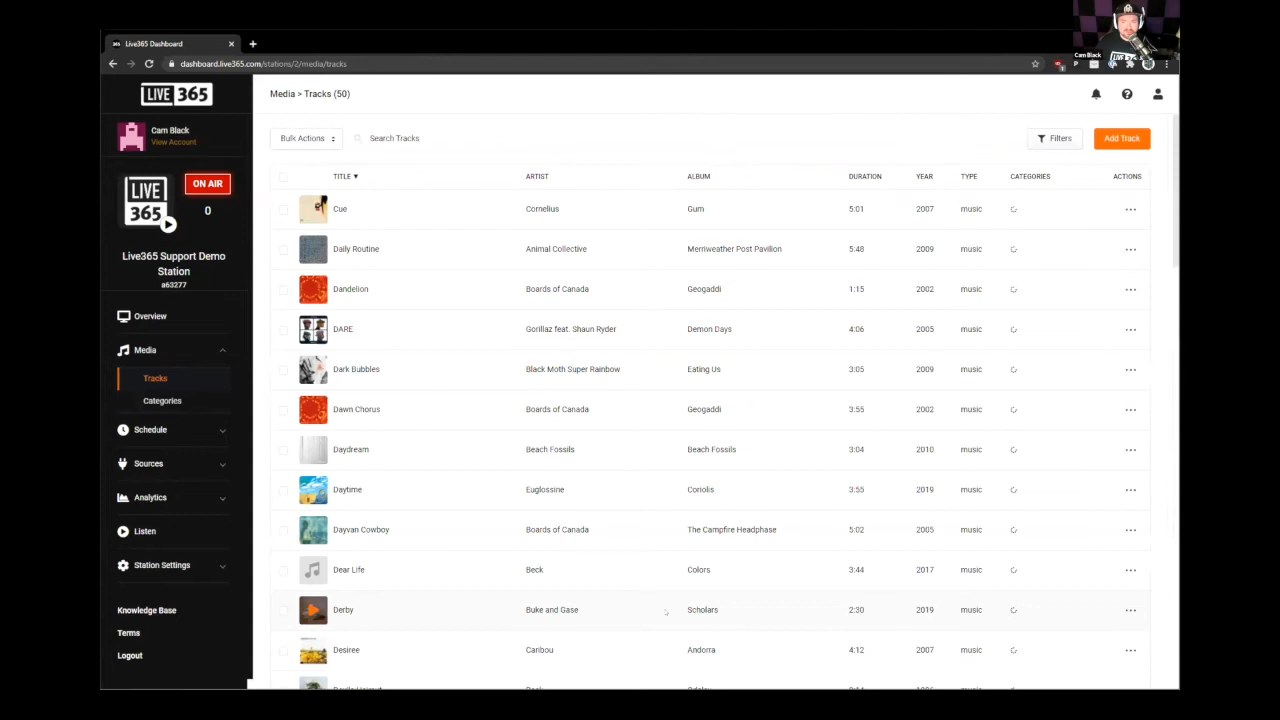 Cam Black
LIVE
365
365 Live365 Dashboard × +
dashboard.live365.com/stations/2/media/tracks
LIVE 365
Media > Tracks (50)
Cam Black
View Account
Bulk Actions Search Tracks Filters Add Track
LIVE
365
ON AIR
0
Live365 Support Demo
Station
a63277
Overview
Media
Tracks
Categories
Schedule
Sources
Analytics
Listen
Station Settings
Knowledge Base
Terms
Logout
TITLE ▼ ARTIST ALBUM DURATION YEAR TYPE CATEGORIES ACTIONS
Cue Cornelius Gum 5:01 2007 music
Daily Routine Animal Collective Merriweather Post Pavilion 5:48 2009 music
Dandelion Boards of Canada Geogaddi 1:15 2002 music
DARE Gorillaz feat. Shaun Ryder Demon Days 4:06 2005 music
Dark Bubbles Black Moth Super Rainbow Eating Us 3:05 2009 music
Dawn Chorus Boards of Canada Geogaddi 3:55 2002 music
Daydream Beach Fossils Beach Fossils 3:04 2010 music
Daytime Euglossine Coriolis 3:55 2019 music
Dayvan Cowboy Boards of Canada The Campfire Headphase 5:02 2005 music
Dear Life Beck Colors 3:44 2017 music
Derby Buke and Gase Scholars 2:30 2019 music
Desiree Caribou Andorra 4:12 2007 music